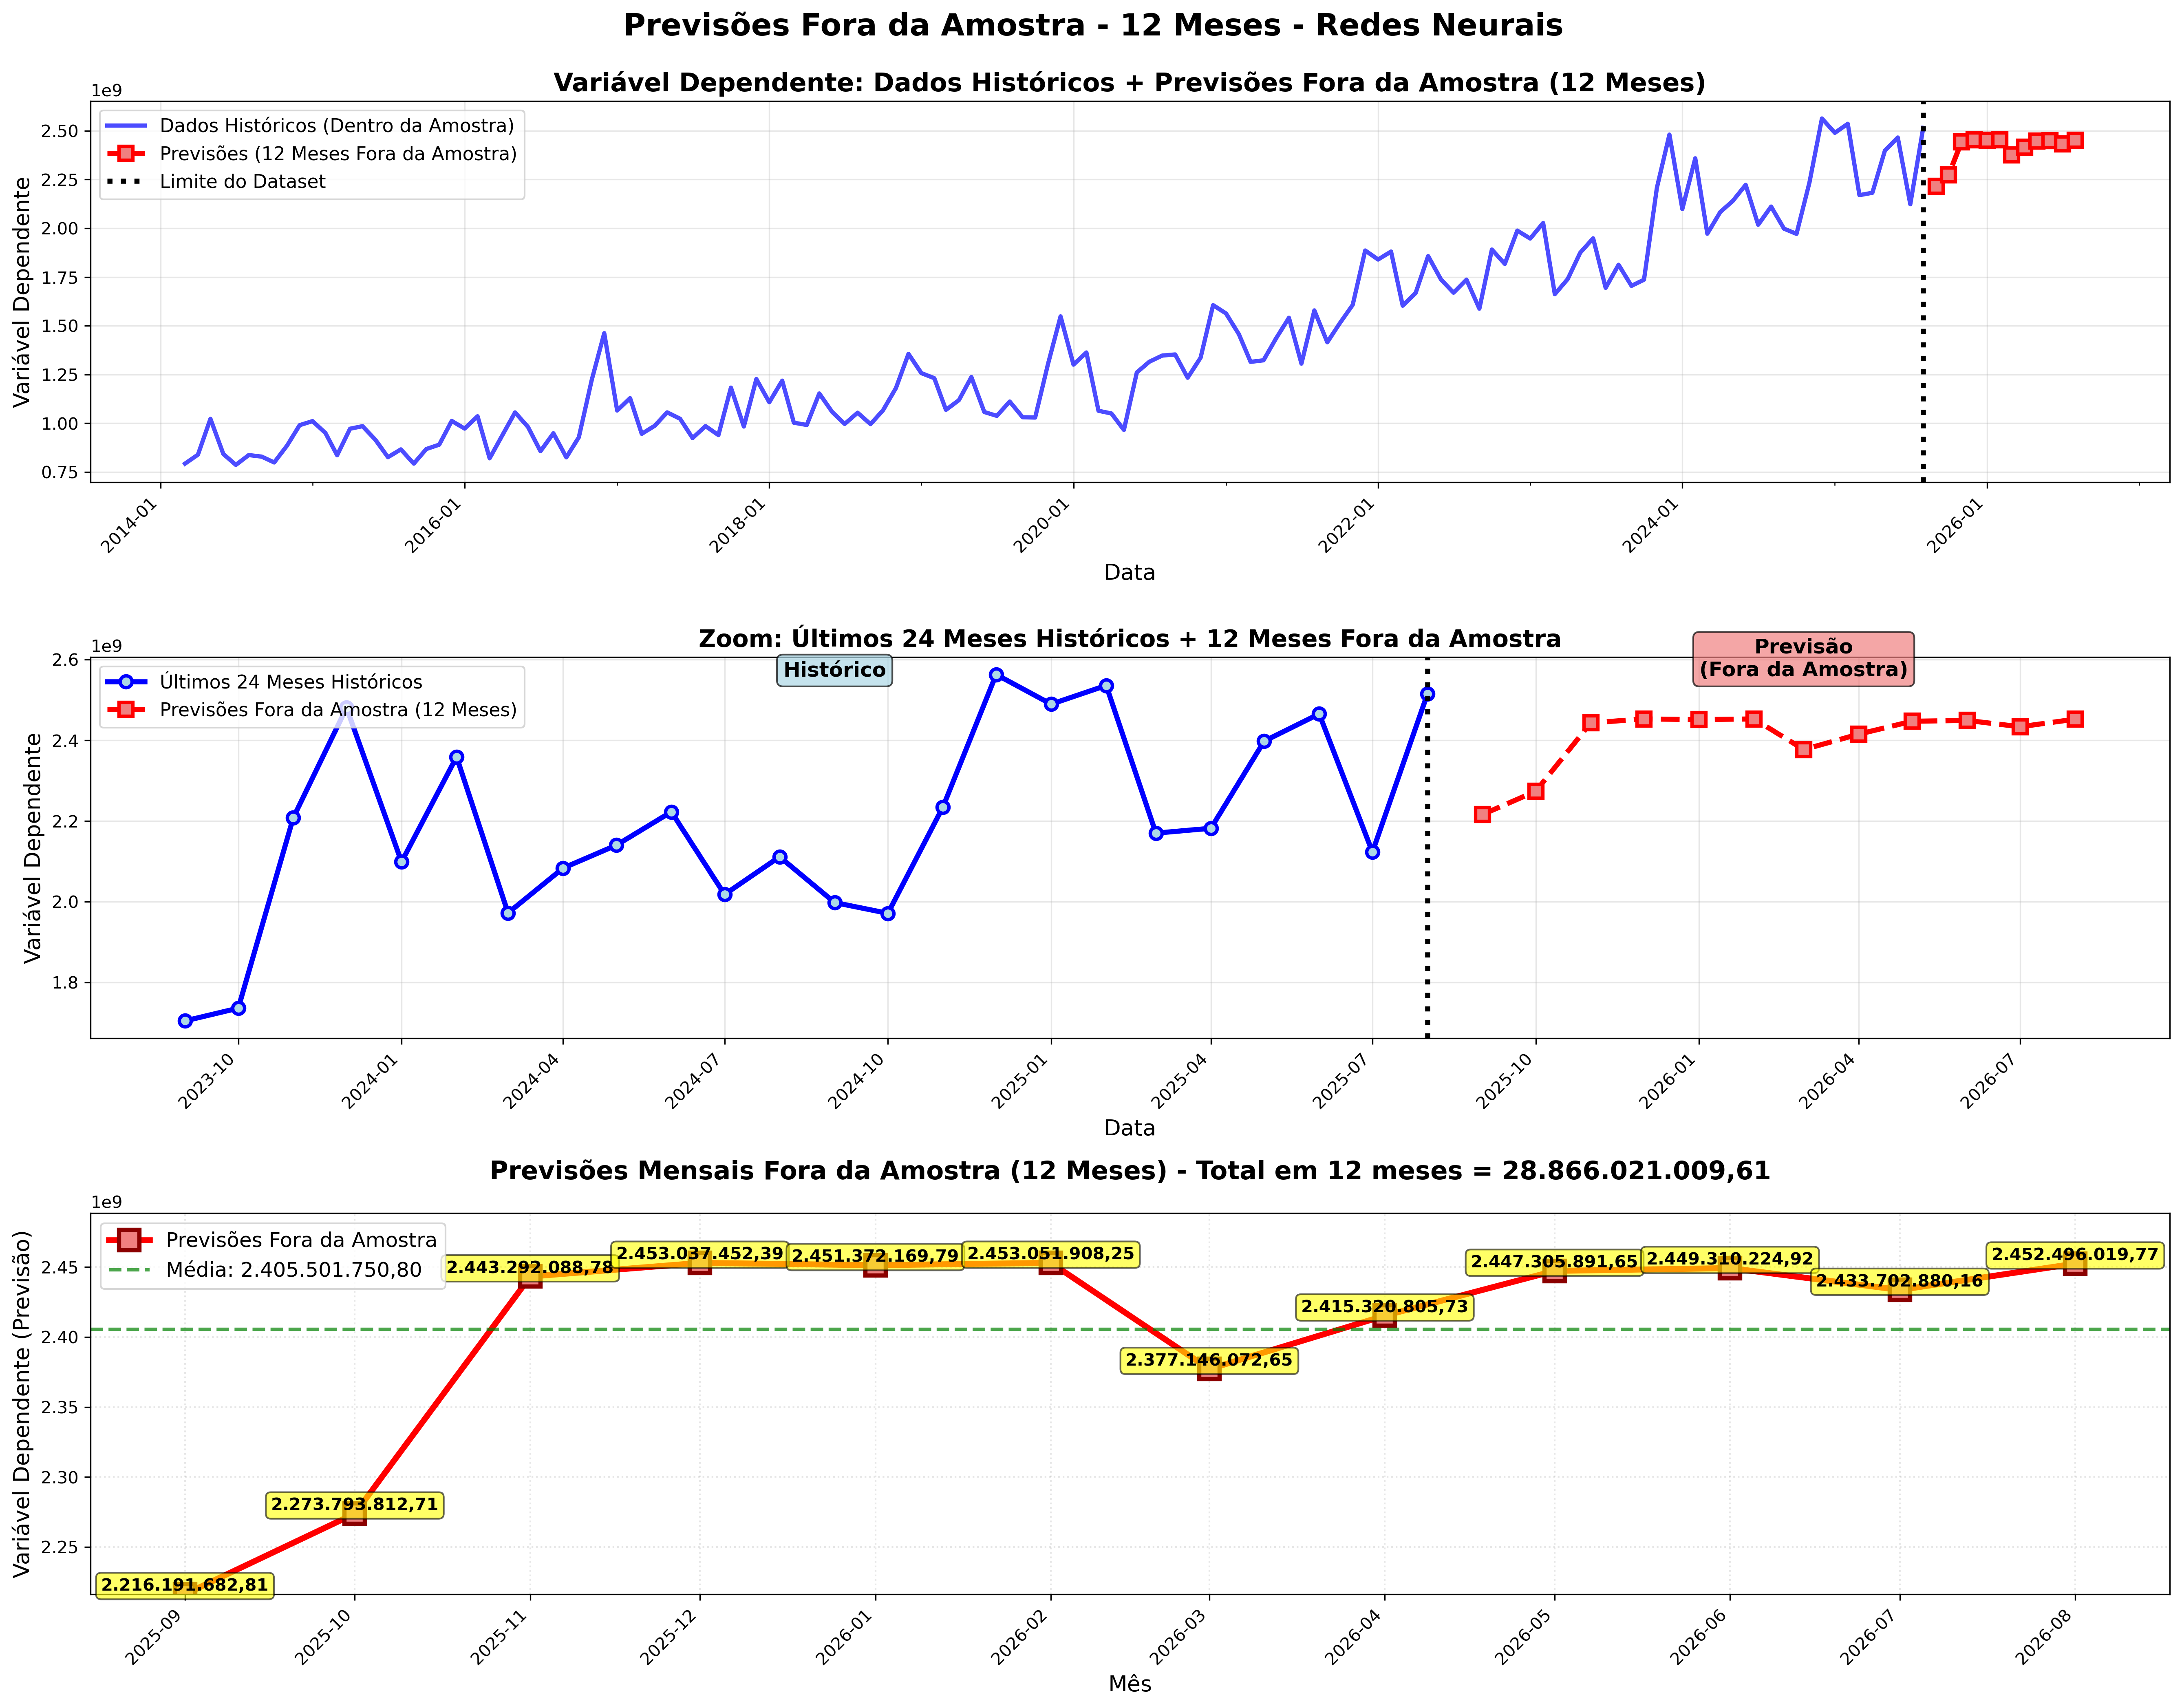 Previsões Fora da Amostra - 12 Meses - Redes Neurais
Variável Dependente: Dados Históricos + Previsões Fora da Amostra (12 Meses)
1e9
Dados Históricos (Dentro da Amostra)
Previsões (12 Meses Fora da Amostra)
Limite do Dataset
Variável Dependente
2.50
2.25
2.00
1.75
1.50
1.25
1.00
0.75
2014-01
2016-01
2018-01
2020-01
2022-01
2024-01
2026-01
Data
Zoom: Últimos 24 Meses Históricos + 12 Meses Fora da Amostra
1e9
Últimos 24 Meses Históricos
Previsões Fora da Amostra (12 Meses)
Histórico
Previsão
(Fora da Amostra)
Variável Dependente
2.6
2.4
2.2
2.0
1.8
2023-10
2024-01
2024-04
2024-07
2024-10
2025-01
2025-04
2025-07
2025-10
2026-01
2026-04
2026-07
Data
Previsões Mensais Fora da Amostra (12 Meses) - Total em 12 meses = 28.866.021.009,61
1e9
Previsões Fora da Amostra
Média: 2.405.501.750,80
Variável Dependente (Previsão)
2.45
2.40
2.35
2.30
2.25
2.216.191.682,81
2.273.793.812,71
2.443.292.088,78
2.453.037.452,39
2.451.372.169,79
2.453.051.908,25
2.377.146.072,65
2.415.320.805,73
2.447.305.891,65
2.449.310.224,92
2.433.702.880,16
2.452.496.019,77
2025-09
2025-10
2025-11
2025-12
2026-01
2026-02
2026-03
2026-04
2026-05
2026-06
2026-07
2026-08
Mês